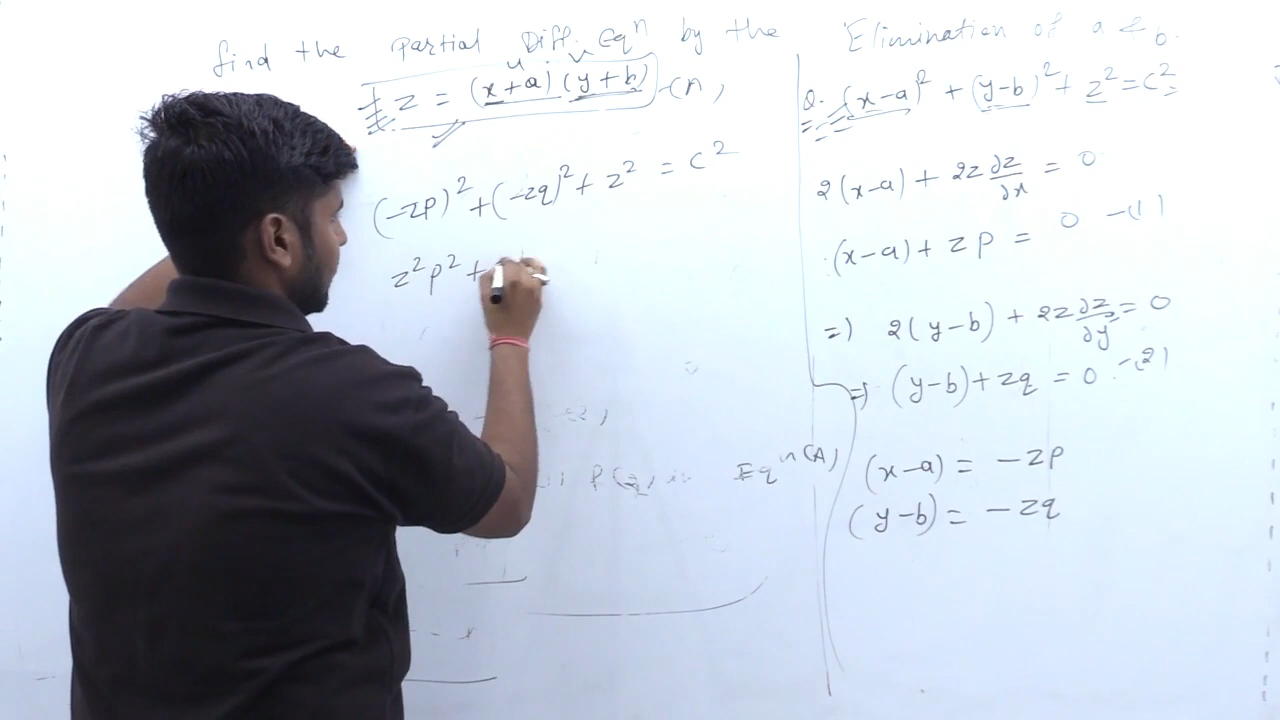 find the Partial Diff. Eqⁿ by the Elimination of a & b.
u v
1. z = (x+a) (y+b) -(A)
(-zp)² + (-zq)² + z² = c²
z²p² +
Eqⁿ(A)
Q. (x-a)² + (y-b)² + z² = c²
2(x-a) + 2z ∂z/∂x = 0
(x-a) + zp = 0 -(1)
=) 2(y-b) + 2z ∂z/∂y = 0
=) (y-b) + zq = 0 -(2)
(x-a) = -zp
(y-b) = -zq